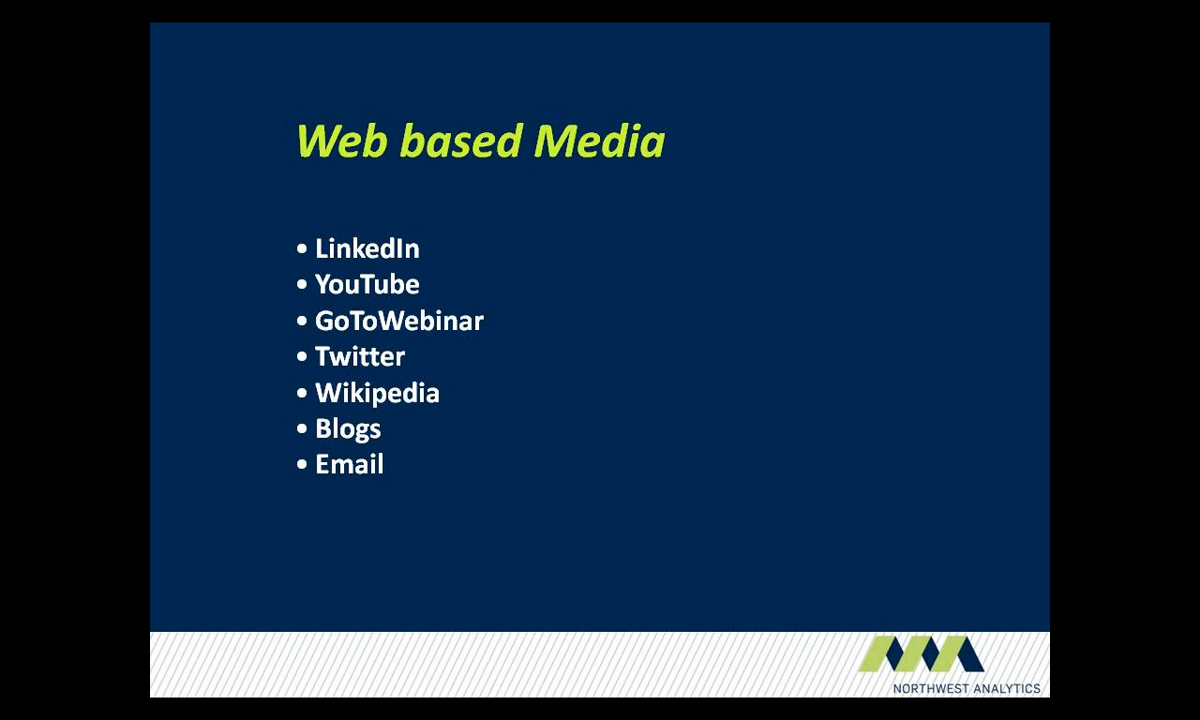 Web based Media
• LinkedIn
• YouTube
• GoToWebinar
• Twitter
• Wikipedia
• Blogs
• Email
NORTHWEST ANALYTICS